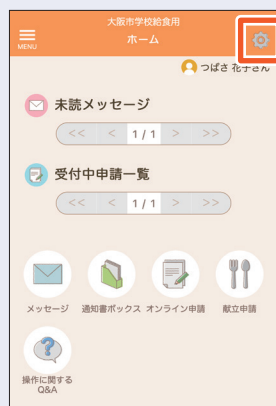 大阪市学校給食用
MENU
ホーム
つばさ 花子さん
未読メッセージ
<< < 1 / 1 > >>
受付中申請一覧
<< < 1 / 1 > >>
メッセージ 通知書ボックス オンライン申請 献立申請
操作に関する
Q&A